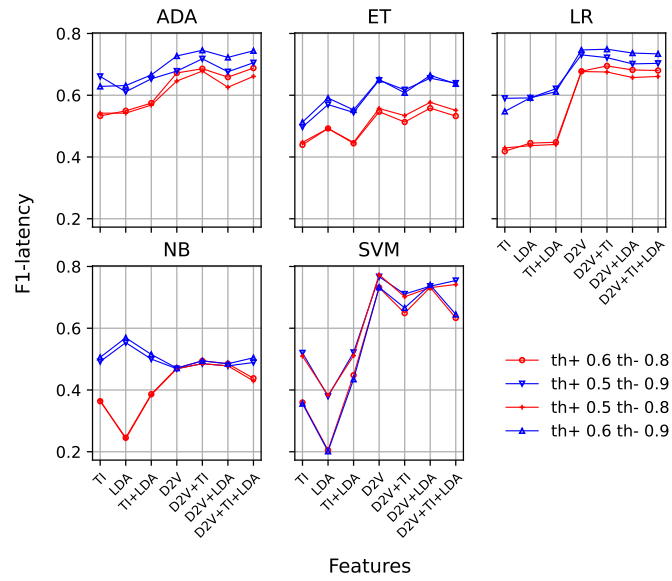 ADA
ET
LR
0.8
0.6
0.4
0.2
F1-latency
TI
LDA
TI+LDA
D2V
D2V+TI
D2V+LDA
D2V+TI+LDA
NB
SVM
0.8
0.6
0.4
0.2
th+ 0.6 th- 0.8
th+ 0.5 th- 0.9
th+ 0.5 th- 0.8
th+ 0.6 th- 0.9
TI
LDA
TI+LDA
D2V
D2V+TI
D2V+LDA
D2V+TI+LDA
TI
LDA
TI+LDA
D2V
D2V+TI
D2V+LDA
D2V+TI+LDA
Features